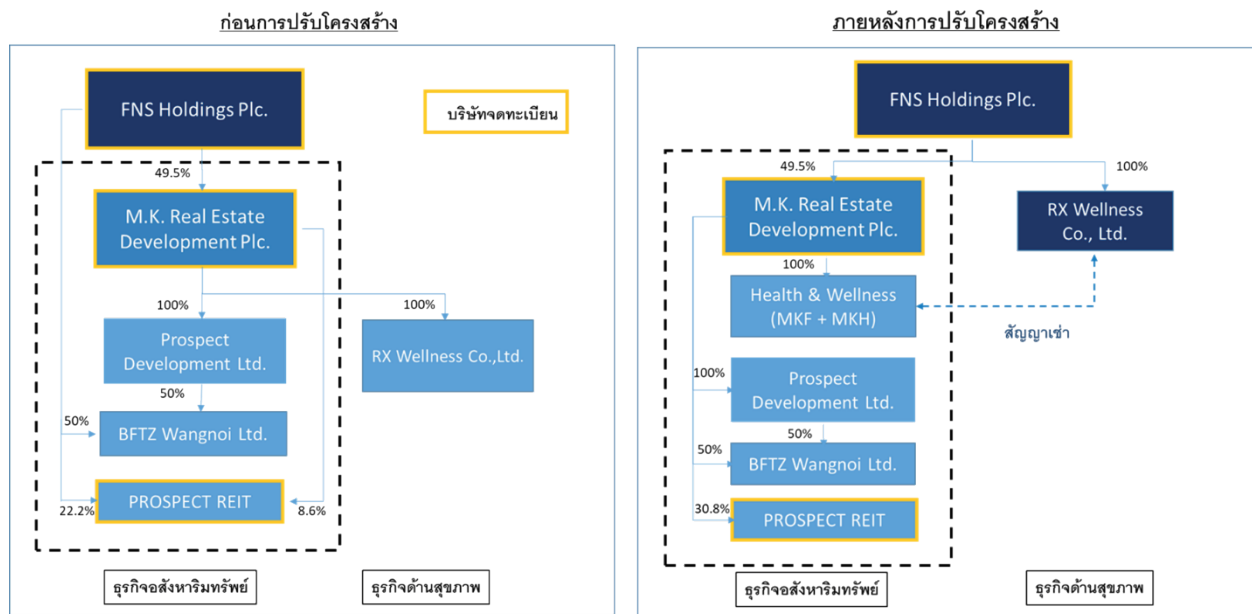 ก่อนการปรับโครงสร้าง
FNS Holdings Plc.
บริษัทจดทะเบียน
49.5%
M.K. Real Estate
Development Plc.
100%
100%
Prospect
Development Ltd.
RX Wellness Co.,Ltd.
50%
50%
BFTZ Wangnoi Ltd.
PROSPECT REIT
22.2%
8.6%
ธุรกิจอสังหาริมทรัพย์
ธุรกิจด้านสุขภาพ
ภายหลังการปรับโครงสร้าง
FNS Holdings Plc.
49.5%
100%
M.K. Real Estate
Development Plc.
RX Wellness
Co., Ltd.
100%
Health & Wellness
(MKF + MKH)
สัญญาเช่า
100%
Prospect
Development Ltd.
50%
50%
BFTZ Wangnoi Ltd.
30.8%
PROSPECT REIT
ธุรกิจอสังหาริมทรัพย์
ธุรกิจด้านสุขภาพ